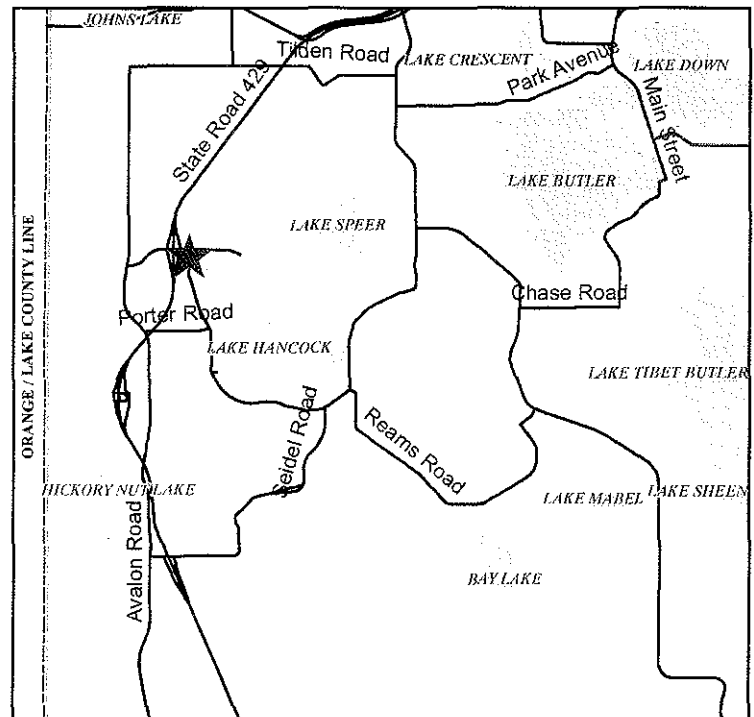 JOHNS LAKE
Tilden Road
LAKE CRESCENT
Park Avenue
LAKE DOWN
State Road 429
Main Street
LAKE BUTLER
LAKE SPEER
ORANGE / LAKE COUNTY LINE
Chase Road
Porter Road
LAKE HANCOCK
LAKE TIBET BUTLER
Seidel Road
Reams Road
HICKORY NUT LAKE
LAKE MABEL
LAKE SHEEN
Avalon Road
BAY LAKE